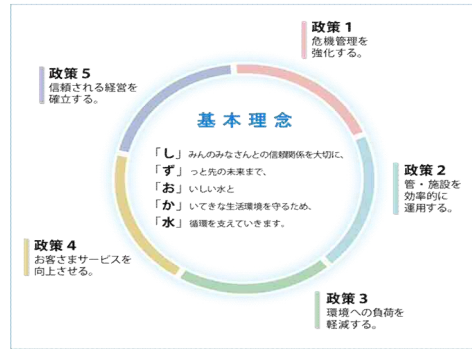 政策 1
危機管理を
強化する。
政策 5
信頼される経営を
確立する。
基本理念
「し」みんのみなさんとの信頼関係を大切に、
「ず」っと先の未来まで、
「お」いしい水と
「か」いてきな生活環境を守るため、
「水」循環を支えていきます。
政策 2
管・施設を
効率的に
運用する。
政策 4
お客さまサービスを
向上させる。
政策 3
環境への負荷を
軽減する。